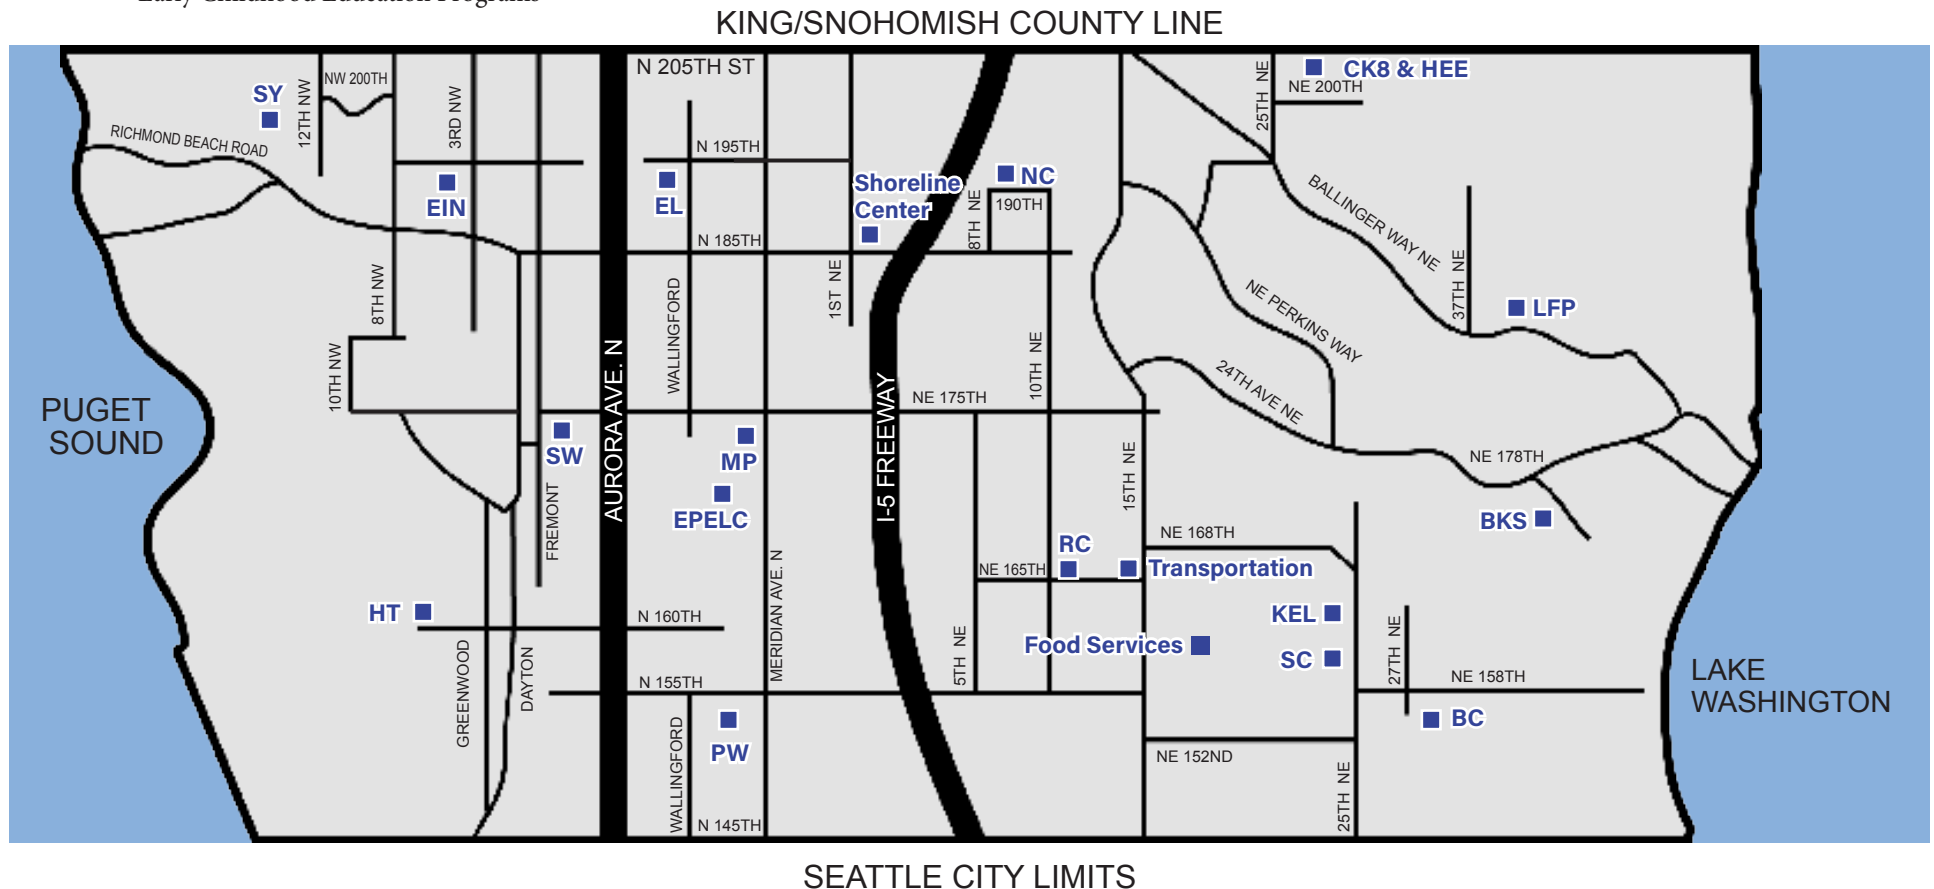 Early Childhood Education Programs
KING/SNOHOMISH COUNTY LINE
N 205TH ST
CK8 & HEE
NE 200TH
25TH NE
NW 200TH
12TH NW
SY
3RD NW
RICHMOND BEACH ROAD
N 195TH
EIN
EL
Shoreline
Center
NC
190TH
8TH NE
BALLINGER WAY NE
N 185TH
8TH NW
WALLINGFORD
1ST NE
37TH NE
LFP
NE PERKINS WAY
10TH NW
AURORA AVE. N
I-5 FREEWAY
10TH NE
24TH AVE NE
NE 175TH
PUGET
SOUND
SW
MP
EPELC
FREMONT
15TH NE
NE 178TH
BKS
NE 168TH
RC
NE 165TH
Transportation
MERIDIAN AVE. N
HT
N 160TH
KEL
Food Services
SC
5TH NE
27TH NE
GREENWOOD
DAYTON
N 155TH
NE 158TH
LAKE
WASHINGTON
WALLINGFORD
PW
BC
NE 152ND
25TH NE
N 145TH
SEATTLE CITY LIMITS